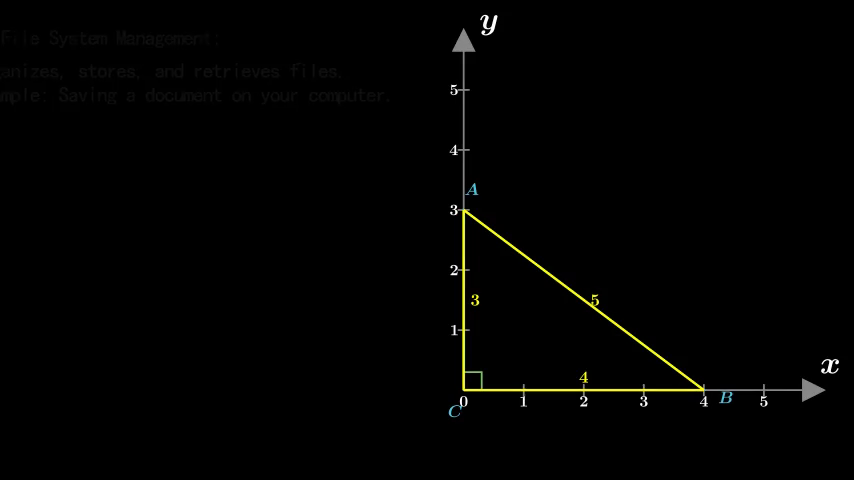 File System Management:
ganizes, stores, and retrieves files.
mple: Saving a document on your computer.
y
5
4
A
3
2
3
5
1
4
x
C
0
1
2
3
4
B
5